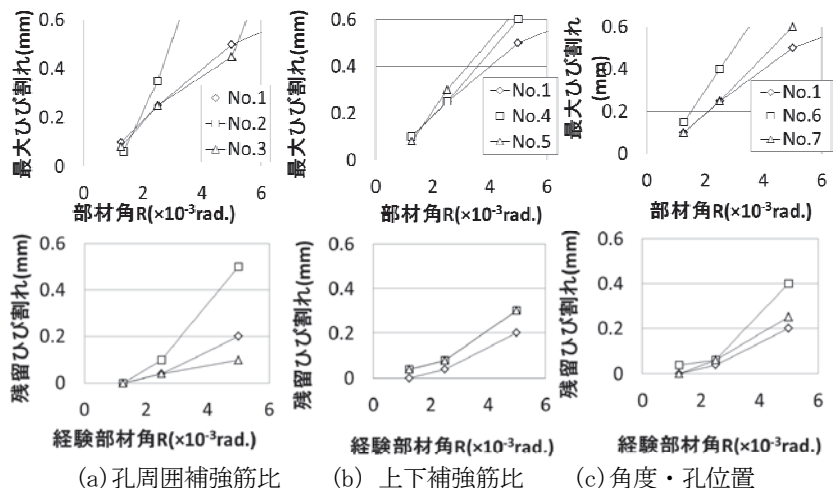 最大ひび割れ(mm)
0.6
0.4
0.2
0
0 2 4 6
部材角R(×10⁻³rad.)
No.1
No.2
No.3
最大ひび割れ(mm)
0.6
0.4
0.2
0
0 2 4 6
部材角R(×10⁻³rad.)
No.1
No.4
No.5
最大ひび割れ
(mm)
0.6
0.4
0.2
0
0 2 4 6
部材角R(×10⁻³rad.)
No.1
No.6
No.7
残留ひび割れ(mm)
0.6
0.4
0.2
0
0 2 4 6
経験部材角R(×10⁻³rad.)
残留ひび割れ(mm)
0.6
0.4
0.2
0
0 2 4 6
経験部材角R(×10⁻³rad.)
残留ひび割れ(mm)
0.6
0.4
0.2
0
0 2 4 6
経験部材角R(×10⁻³rad.)
(a)孔周囲補強筋比
(b) 上下補強筋比
(c)角度・孔位置